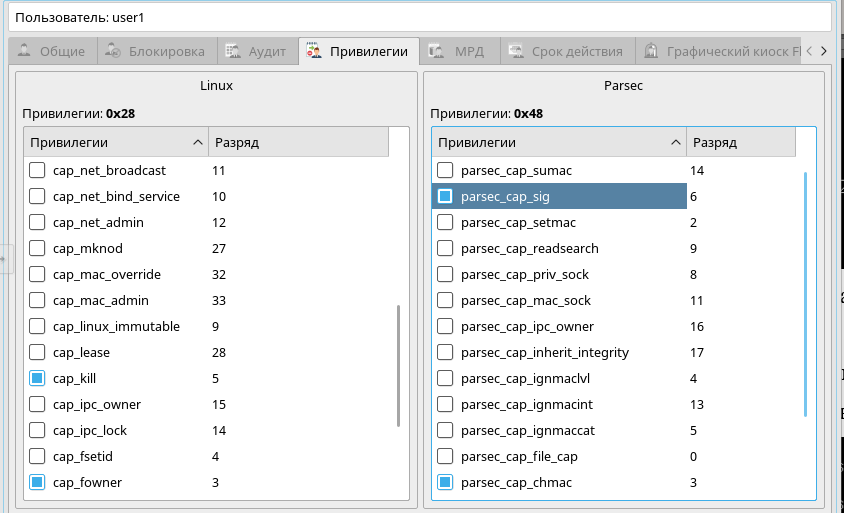 Пользователь: user1
Общие Блокировка Аудит Привилегии МРД Срок действия Графический киоск Fl
Linux
Привилегии: 0x28
Привилегии Разряд
cap_net_broadcast 11
cap_net_bind_service 10
cap_net_admin 12
cap_mknod 27
cap_mac_override 32
cap_mac_admin 33
cap_linux_immutable 9
cap_lease 28
cap_kill 5
cap_ipc_owner 15
cap_ipc_lock 14
cap_fsetid 4
cap_fowner 3
Parsec
Привилегии: 0x48
Привилегии Разряд
parsec_cap_sumac 14
parsec_cap_sig 6
parsec_cap_setmac 2
parsec_cap_readsearch 9
parsec_cap_priv_sock 8
parsec_cap_mac_sock 11
parsec_cap_ipc_owner 16
parsec_cap_inherit_integrity 17
parsec_cap_ignmaclvl 4
parsec_cap_ignmacint 13
parsec_cap_ignmaccat 5
parsec_cap_file_cap 0
parsec_cap_chmac 3